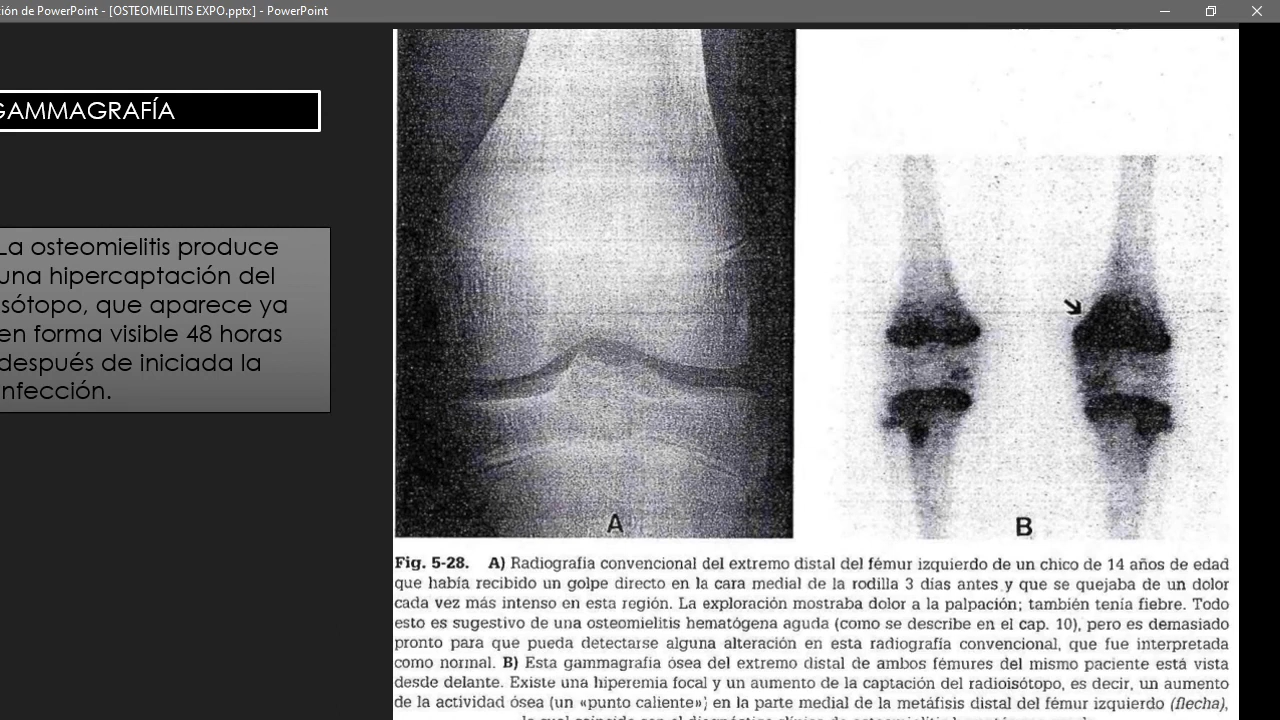 ión de PowerPoint - [OSTEOMIELITIS EXPO.pptx] - PowerPoint
GAMMAGRAFÍA
La osteomielitis produce
una hipercaptación del
isótopo, que aparece ya
en forma visible 48 horas
después de iniciada la
infección.
A
B
Fig. 5-28. A) Radiografía convencional del extremo distal del fémur izquierdo de un chico de 14 años de edad
que había recibido un golpe directo en la cara medial de la rodilla 3 días antes y que se quejaba de un dolor
cada vez más intenso en esta región. La exploración mostraba dolor a la palpación; también tenía fiebre. Todo
esto es sugestivo de una osteomielitis hematógena aguda (como se describe en el cap. 10), pero es demasiado
pronto para que pueda detectarse alguna alteración en esta radiografía convencional, que fue interpretada
como normal. B) Esta gammagrafia ósea del extremo distal de ambos fémures del mismo paciente está vista
desde delante. Existe una hiperemia focal y un aumento de la captación del radioisótopo, es decir, un aumento
de la actividad ósea (un «punto caliente») en la parte medial de la metáfisis distal del fémur izquierdo (flecha),